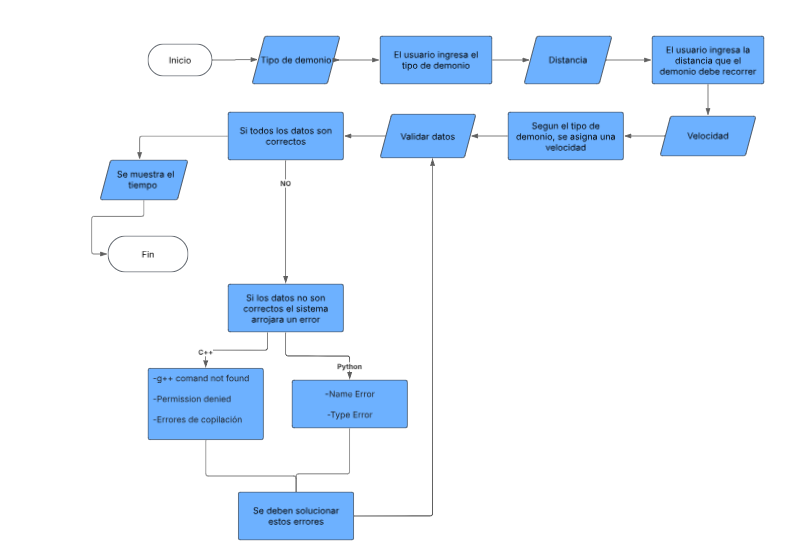 Inicio
Tipo de demonio
El usuario ingresa el
tipo de demonio
Distancia
El usuario ingresa la
distancia que el
demonio debe recorrer
Si todos los datos son
correctos
Validar datos
Segun el tipo de
demonio, se asigna una
velocidad
Velocidad
Se muestra el
tiempo
NO
Fin
Si los datos no son
correctos el sistema
arrojara un error
C++
Python
-g++ comand not found
-Permission denied
-Errores de copilación
-Name Error
-Type Error
Se deben solucionar
estos errores